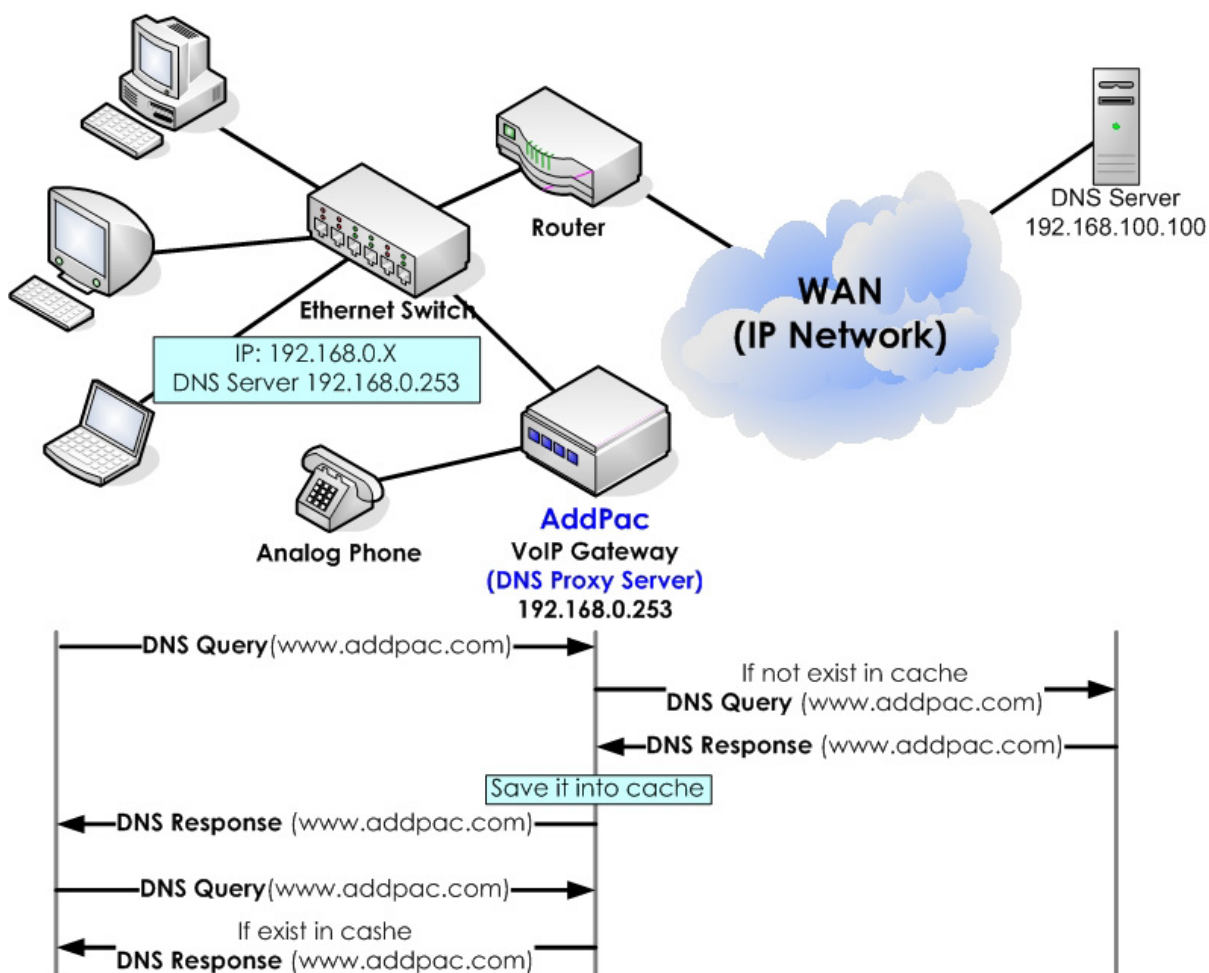 DNS Server
192.168.100.100
Router
WAN
(IP Network)
Ethernet Switch
IP: 192.168.0.X
DNS Server 192.168.0.253
Analog Phone
AddPac
VoIP Gateway
(DNS Proxy Server)
192.168.0.253
DNS Query(www.addpac.com)
If not exist in cache
DNS Query (www.addpac.com)
DNS Response (www.addpac.com)
Save it into cache
DNS Response (www.addpac.com)
DNS Query(www.addpac.com)
If exist in cashe
DNS Response (www.addpac.com)